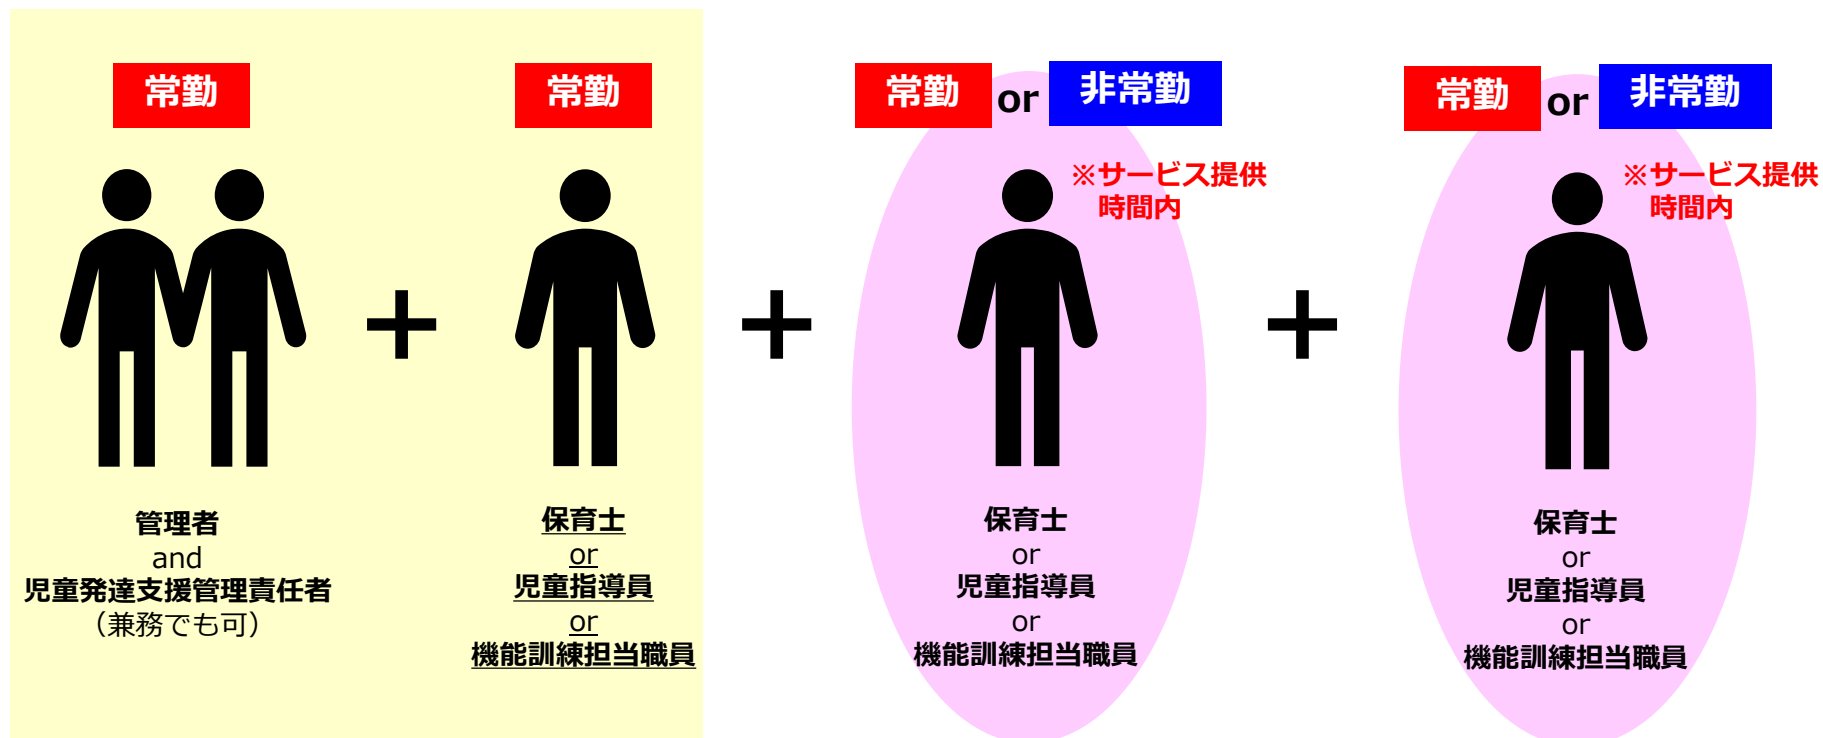 常勤
管理者
and
児童発達支援管理責任者
（兼務でも可）
常勤
保育士
or
児童指導員
or
機能訓練担当職員
常勤 or 非常勤
※サービス提供
時間内
保育士
or
児童指導員
or
機能訓練担当職員
常勤 or 非常勤
※サービス提供
時間内
保育士
or
児童指導員
or
機能訓練担当職員